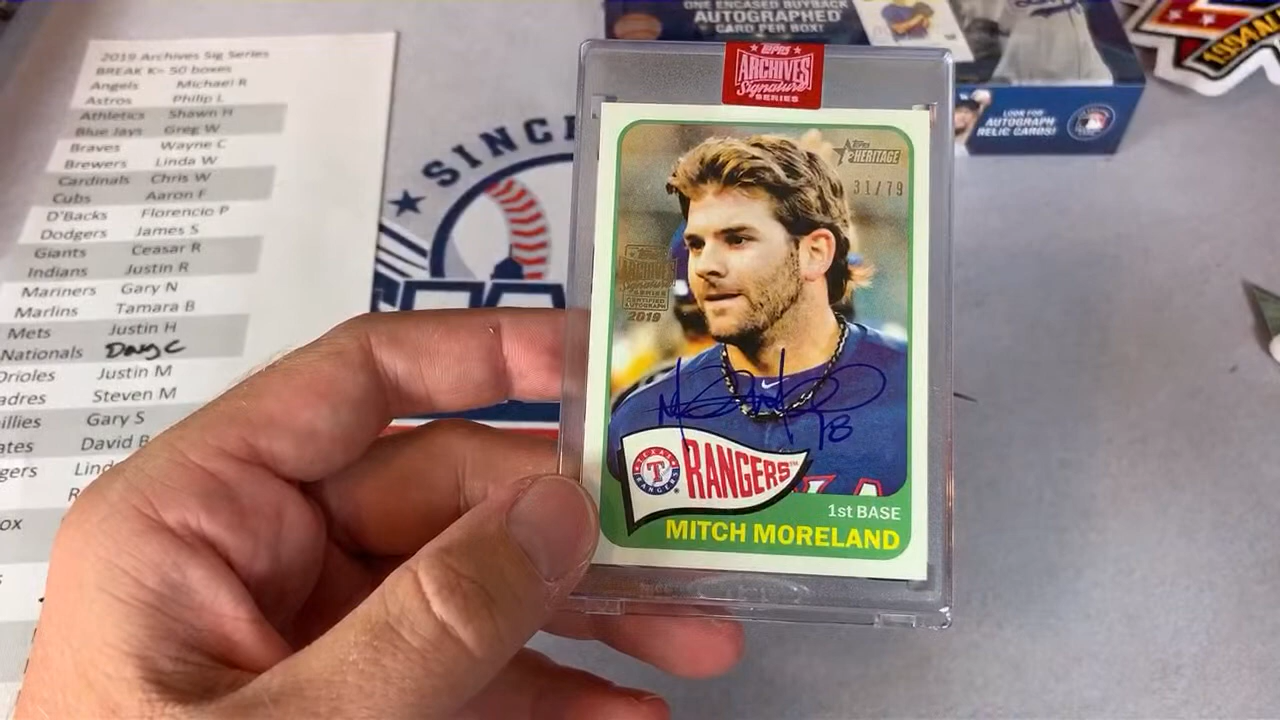 2019 Archives Sig Series
BREAK K= 50 boxes
Angels Michael R
Astros Philip L
Athletics Shawn H
Blue Jays Greg W
Braves Wayne C
Brewers Linda W
Cardinals Chris W
Cubs Aaron F
D'Backs Florencio P
Dodgers James S
Giants Ceasar R
Indians Justin R
Mariners Gary N
Marlins Tamara B
Mets Justin H
Nationals Doug C
Orioles Justin M
adres Steven M
illies Gary S
ates David B
gers Lind
R
ox
SINC
ONE ENCASED BUYBACK
AUTOGRAPHED
CARD PER BOX!
LOOK FOR
AUTOGRAPH
RELIC CARDS!
1994
TOPPS
ARCHIVES
Signature
SERIES
TOPPS
HERITAGE
31/79
ARCHIVES
Signature
SERIES
CERTIFIED
AUTOGRAPH
2019
18
TEXAS
T
RANGERS
RANGERS™
1st BASE
MITCH MORELAND